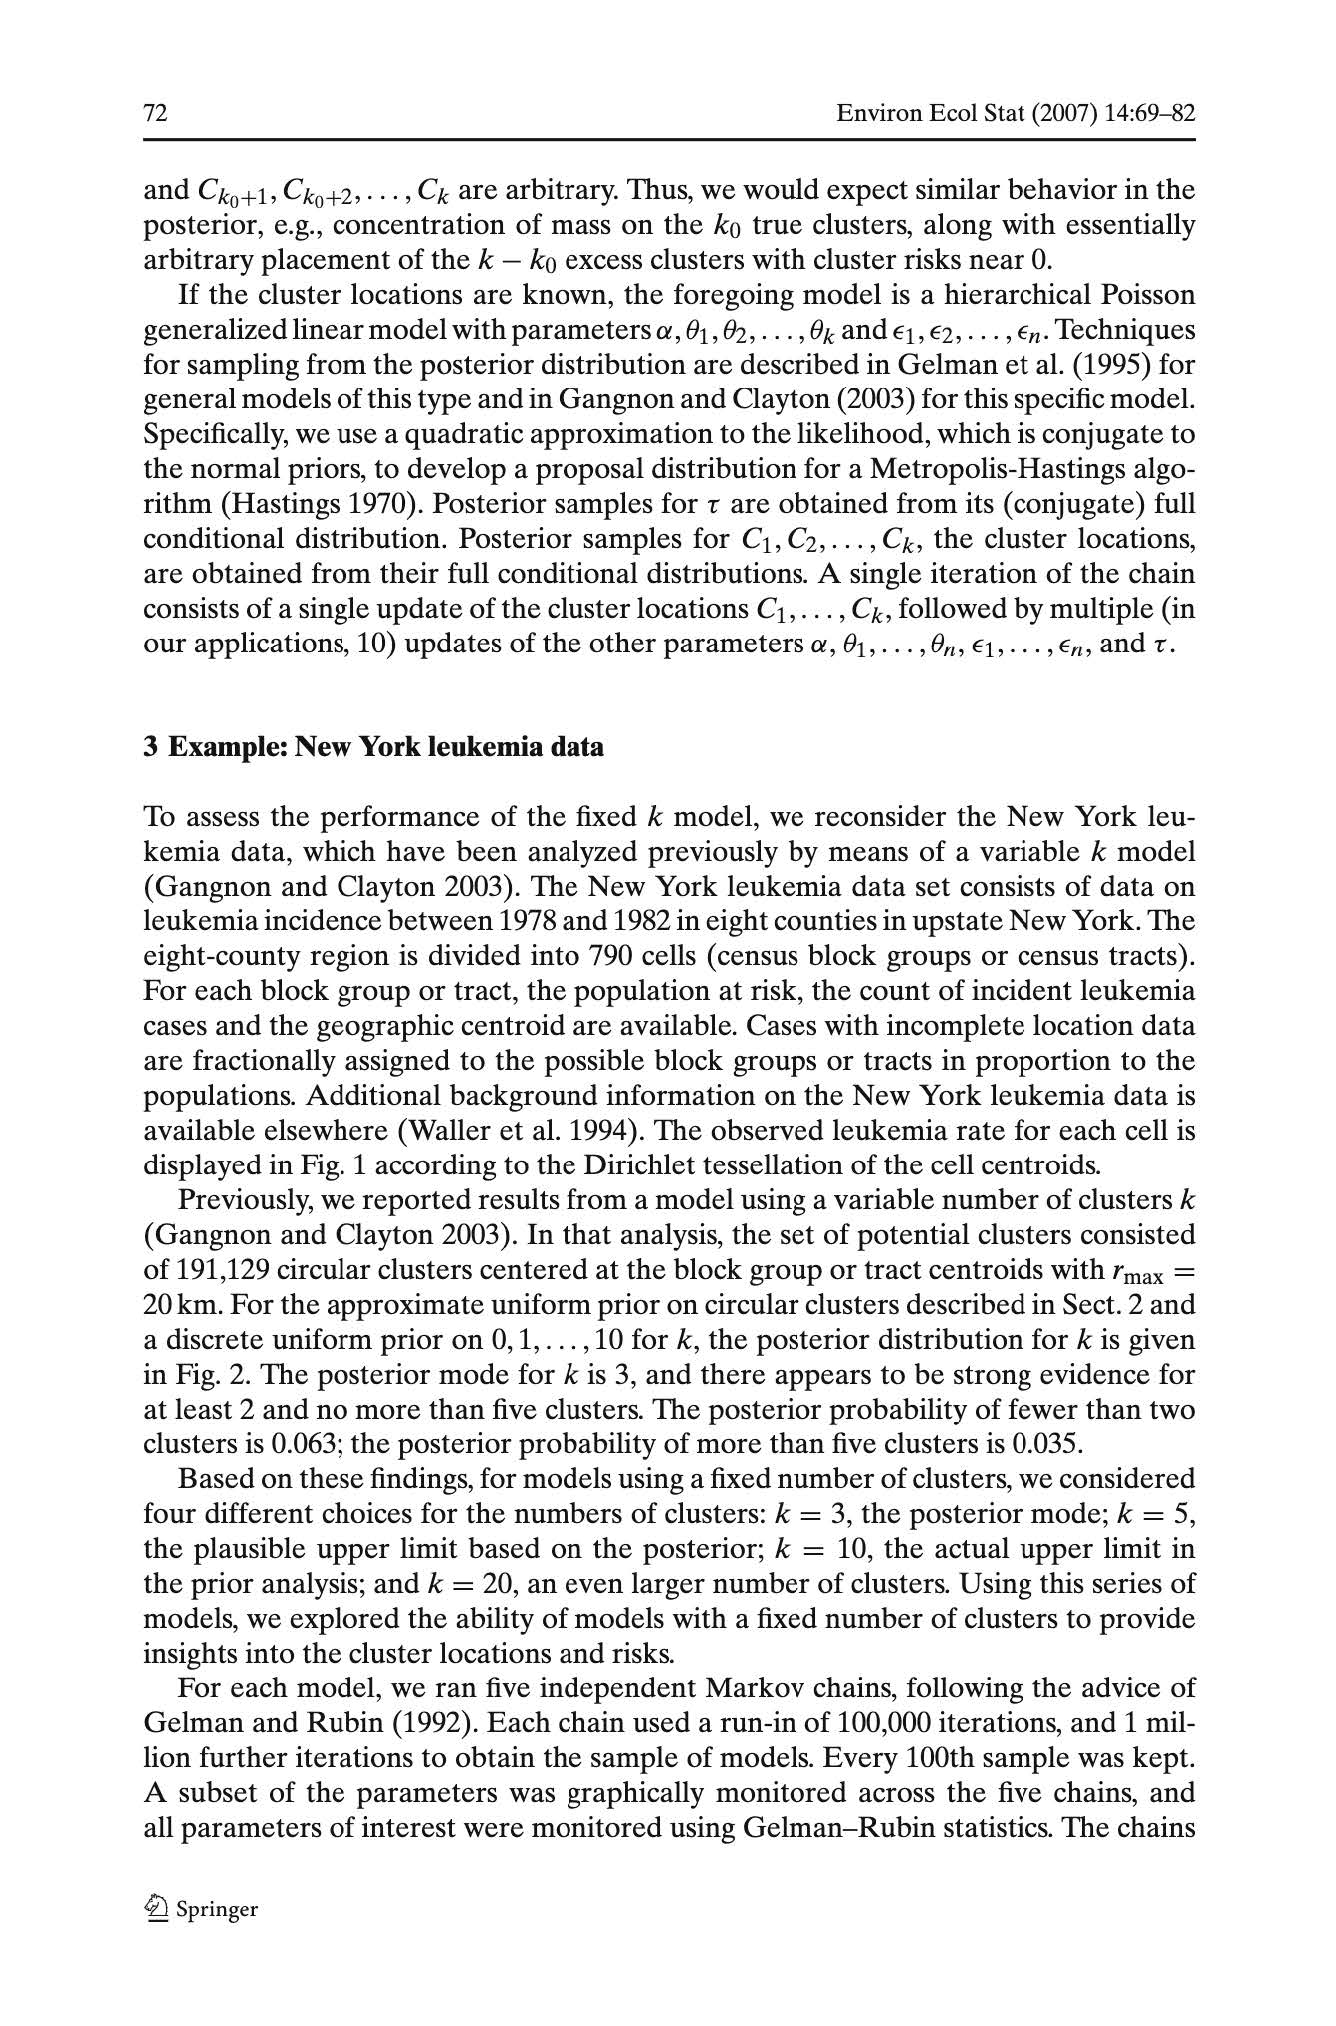 72
Environ Ecol Stat (2007) 14:69–82
and C_{k_0+1}, C_{k_0+2}, . . . , C_k are arbitrary. Thus, we would expect similar behavior in the
posterior, e.g., concentration of mass on the k_0 true clusters, along with essentially
arbitrary placement of the k − k_0 excess clusters with cluster risks near 0.
If the cluster locations are known, the foregoing model is a hierarchical Poisson
generalized linear model with parameters α, θ_1, θ_2, . . . , θ_k and ϵ_1, ϵ_2, . . . , ϵ_n. Techniques
for sampling from the posterior distribution are described in Gelman et al. (1995) for
general models of this type and in Gangnon and Clayton (2003) for this specific model.
Specifically, we use a quadratic approximation to the likelihood, which is conjugate to
the normal priors, to develop a proposal distribution for a Metropolis-Hastings algo-
rithm (Hastings 1970). Posterior samples for τ are obtained from its (conjugate) full
conditional distribution. Posterior samples for C_1, C_2, . . . , C_k, the cluster locations,
are obtained from their full conditional distributions. A single iteration of the chain
consists of a single update of the cluster locations C_1, . . . , C_k, followed by multiple (in
our applications, 10) updates of the other parameters α, θ_1, . . . , θ_n, ϵ_1, . . . , ϵ_n, and τ.
3 Example: New York leukemia data
To assess the performance of the fixed k model, we reconsider the New York leu-
kemia data, which have been analyzed previously by means of a variable k model
(Gangnon and Clayton 2003). The New York leukemia data set consists of data on
leukemia incidence between 1978 and 1982 in eight counties in upstate New York. The
eight-county region is divided into 790 cells (census block groups or census tracts).
For each block group or tract, the population at risk, the count of incident leukemia
cases and the geographic centroid are available. Cases with incomplete location data
are fractionally assigned to the possible block groups or tracts in proportion to the
populations. Additional background information on the New York leukemia data is
available elsewhere (Waller et al. 1994). The observed leukemia rate for each cell is
displayed in Fig. 1 according to the Dirichlet tessellation of the cell centroids.
Previously, we reported results from a model using a variable number of clusters k
(Gangnon and Clayton 2003). In that analysis, the set of potential clusters consisted
of 191,129 circular clusters centered at the block group or tract centroids with r_max =
20 km. For the approximate uniform prior on circular clusters described in Sect. 2 and
a discrete uniform prior on 0, 1, . . . , 10 for k, the posterior distribution for k is given
in Fig. 2. The posterior mode for k is 3, and there appears to be strong evidence for
at least 2 and no more than five clusters. The posterior probability of fewer than two
clusters is 0.063; the posterior probability of more than five clusters is 0.035.
Based on these findings, for models using a fixed number of clusters, we considered
four different choices for the numbers of clusters: k = 3, the posterior mode; k = 5,
the plausible upper limit based on the posterior; k = 10, the actual upper limit in
the prior analysis; and k = 20, an even larger number of clusters. Using this series of
models, we explored the ability of models with a fixed number of clusters to provide
insights into the cluster locations and risks.
For each model, we ran five independent Markov chains, following the advice of
Gelman and Rubin (1992). Each chain used a run-in of 100,000 iterations, and 1 mil-
lion further iterations to obtain the sample of models. Every 100th sample was kept.
A subset of the parameters was graphically monitored across the five chains, and
all parameters of interest were monitored using Gelman–Rubin statistics. The chains
Springer